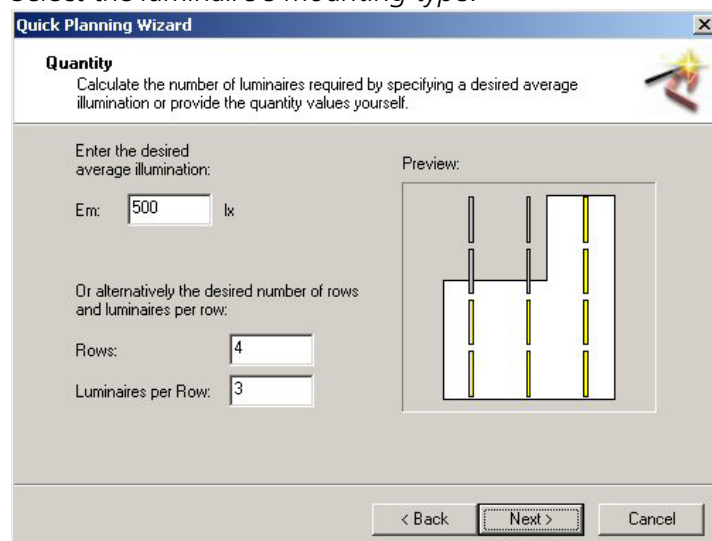 Select the luminaires mounting type.
Quick Planning Wizard
Quantity
Calculate the number of luminaires required by specifying a desired average
illumination or provide the quantity values yourself.
Enter the desired
average illumination:
Em: 500 lx
Preview:
Or alternatively the desired number of rows
and luminaires per row:
Rows: 4
Luminaires per Row: 3
< Back Next > Cancel